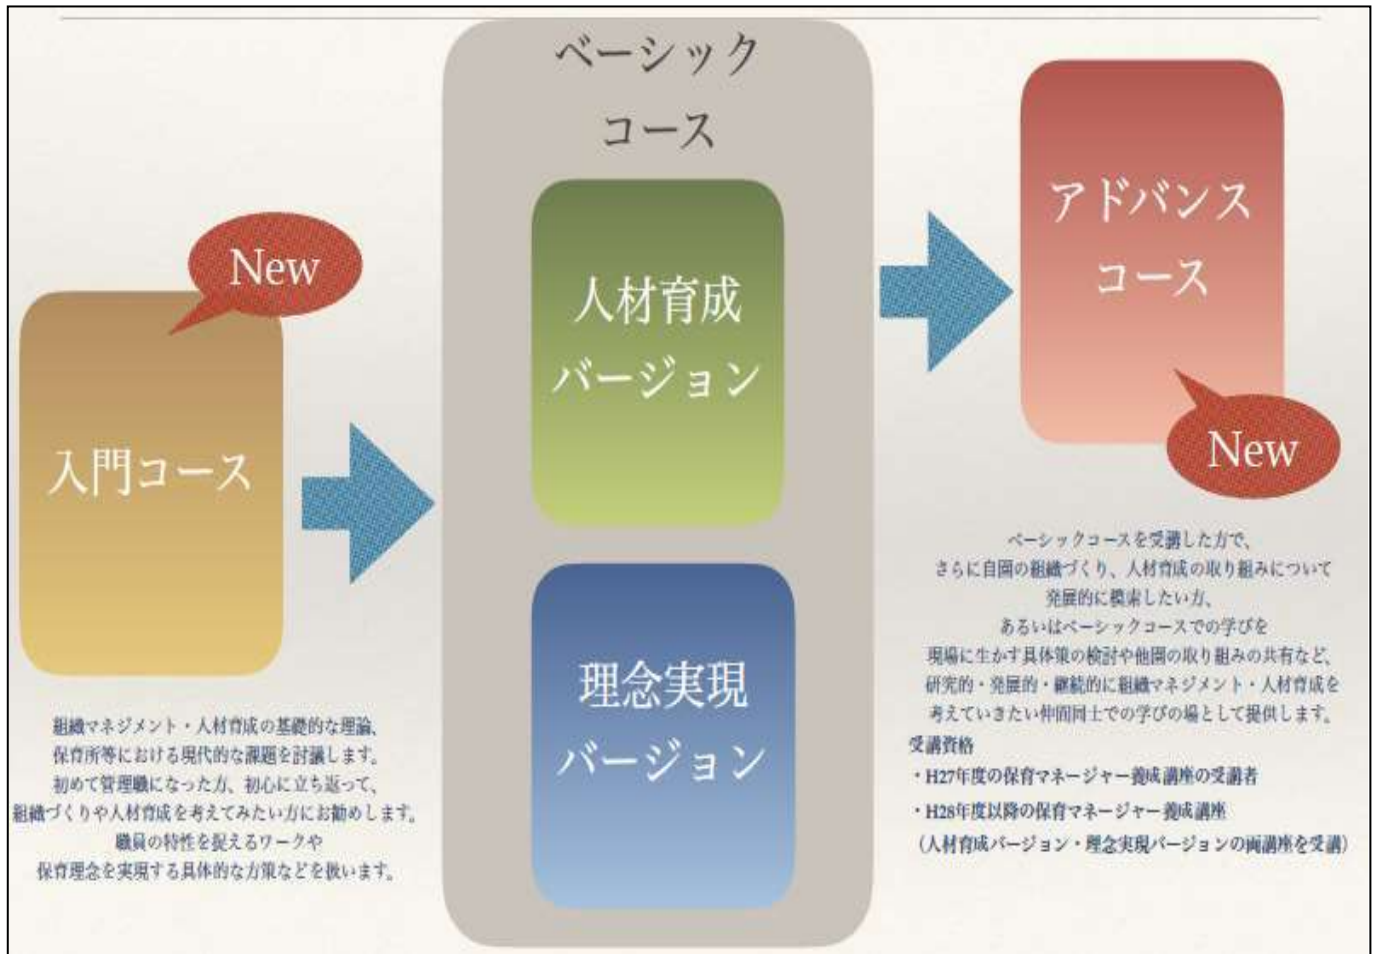 New
入門コース
組織マネジメント・人材育成の基礎的な理論、
保育所等における現代的な課題を討議します。
初めて管理職になった方、初心に立ち返って、
組織づくりや人材育成を考えてみたい方にお勧めします。
職員の特性を捉えるワークや
保育理念を実現する具体的な方策などを扱います。
ベーシック
コース
人材育成
バージョン
理念実現
バージョン
アドバンス
コース
New
ベーシックコースを受講した方で、
さらに自園の組織づくり、人材育成の取り組みについて
発展的に模索したい方、
あるいはベーシックコースでの学びを
現場に生かす具体策の検討や他園の取り組みの共有など、
研究的・発展的・継続的に組織マネジメント・人材育成を
考えていきたい仲間同士での学びの場として提供します。
受講資格
・H27年度の保育マネージャー養成講座の受講者
・H28年度以降の保育マネージャー養成講座
（人材育成バージョン・理念実現バージョンの両講座を受講）